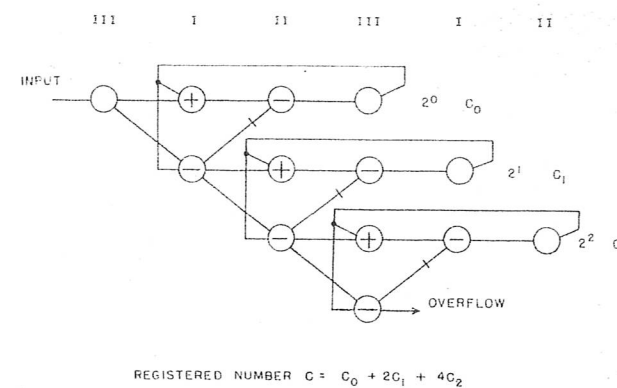 III I II III I II
INPUT
+ − 2⁰ C₀
− + − 2¹ C₁
− + − 2² C
− OVERFLOW
REGISTERED NUMBER C = C₀ + 2C₁ + 4C₂